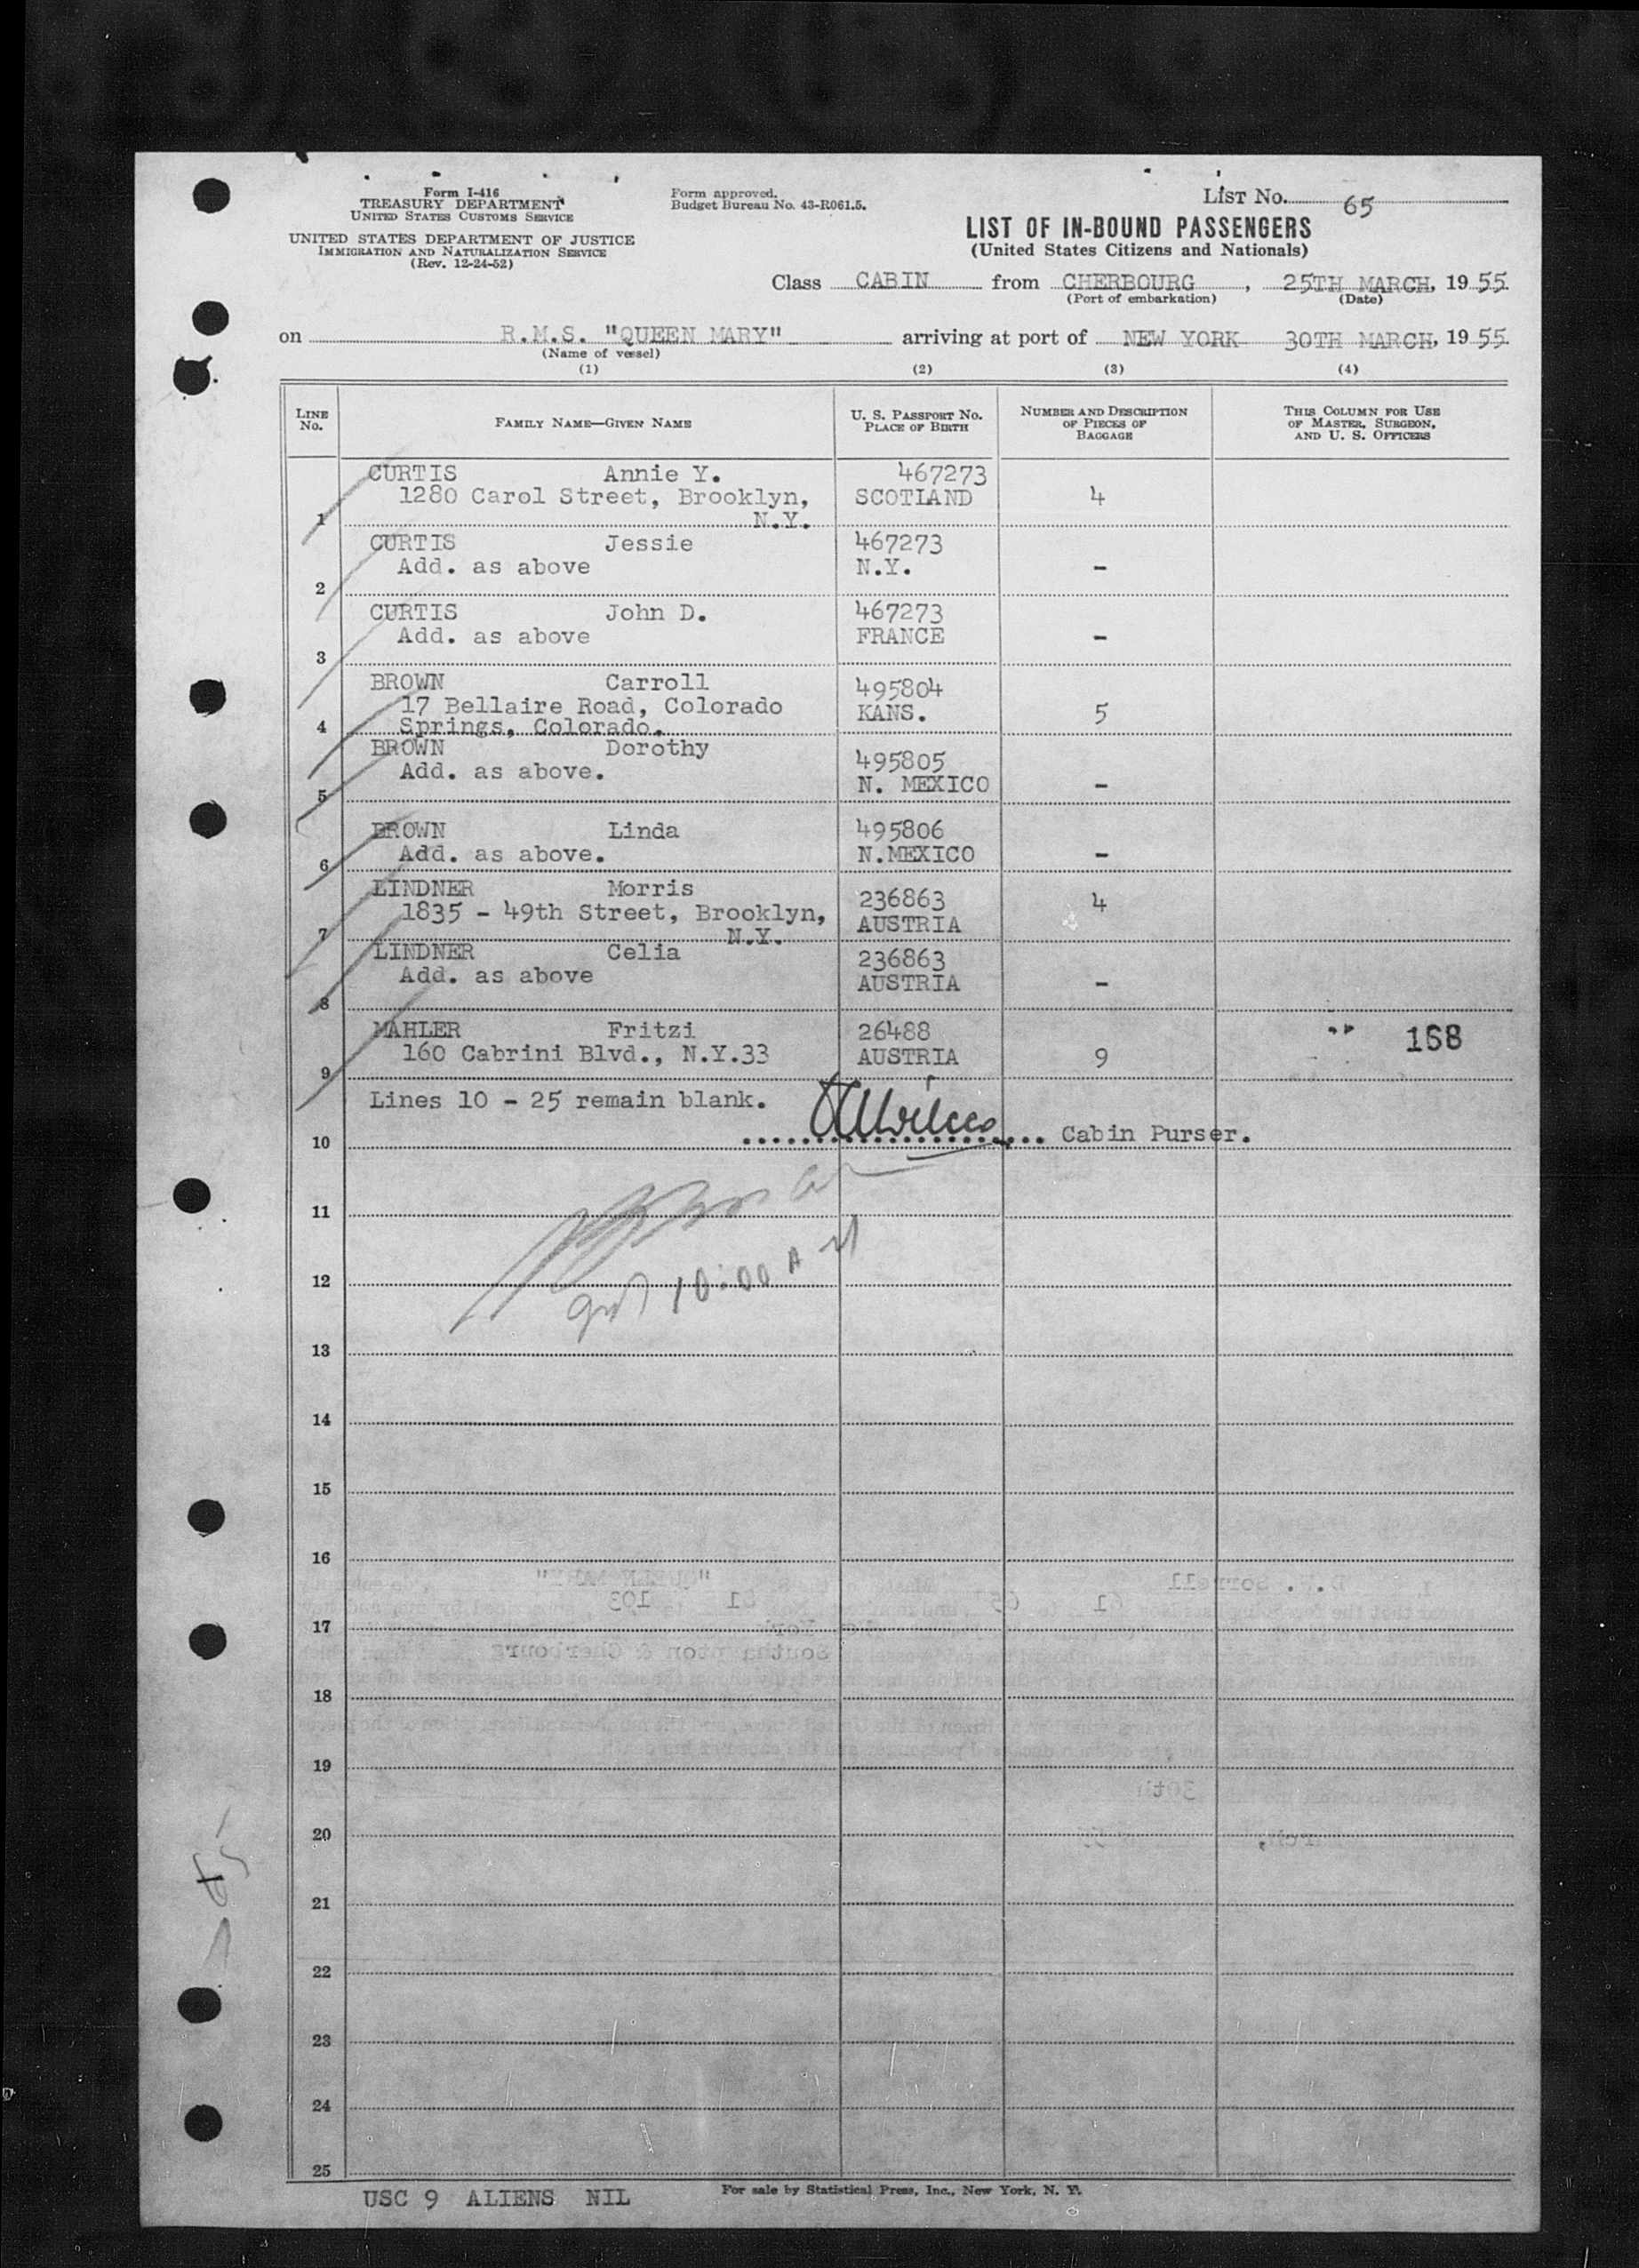 Form I-416
TREASURY DEPARTMENT
UNITED STATES CUSTOMS SERVICE
UNITED STATES DEPARTMENT OF JUSTICE
IMMIGRATION AND NATURALIZATION SERVICE
(Rev. 12-24-52)
Form approved.
Budget Bureau No. 43-R061.5.
LIST No. 65
LIST OF IN-BOUND PASSENGERS
(United States Citizens and Nationals)
Class CABIN from CHERBOURG, 25TH MARCH, 1955
(Port of embarkation) (Date)
on R.M.S. "QUEEN MARY" arriving at port of NEW YORK 30TH MARCH, 1955
(Name of vessel)
(1) (2) (3) (4)
LINE No. FAMILY NAME—GIVEN NAME U. S. PASSPORT No. PLACE OF BIRTH NUMBER AND DESCRIPTION OF PIECES OF BAGGAGE THIS COLUMN FOR USE OF MASTER, SURGEON, AND U. S. OFFICERS
CURTIS Annie Y. 467273
1280 Carol Street, Brooklyn, SCOTLAND 4
1 N.Y.
CURTIS Jessie 467273
Add. as above N.Y. -
2
CURTIS John D. 467273
Add. as above FRANCE -
3
BROWN Carroll 495804
17 Bellaire Road, Colorado KANS. 5
4 Springs, Colorado.
BROWN Dorothy 495805
Add. as above. N. MEXICO -
5
BROWN Linda 495806
Add. as above. N.MEXICO -
6
LINDNER Morris 236863 4
1835 - 49th Street, Brooklyn, AUSTRIA
7 N.Y.
LINDNER Celia 236863
Add. as above AUSTRIA -
8
MAHLER Fritzi 26488 168
160 Cabrini Blvd., N.Y.33 AUSTRIA 9
9
Lines 10 - 25 remain blank.
10 Cabin Purser.
11
10:00 A
12
13
14
15
16
17
18
19
20
21
22
23
24
25
USC 9 ALIENS NIL
For sale by Statistical Press, Inc., New York, N. Y.